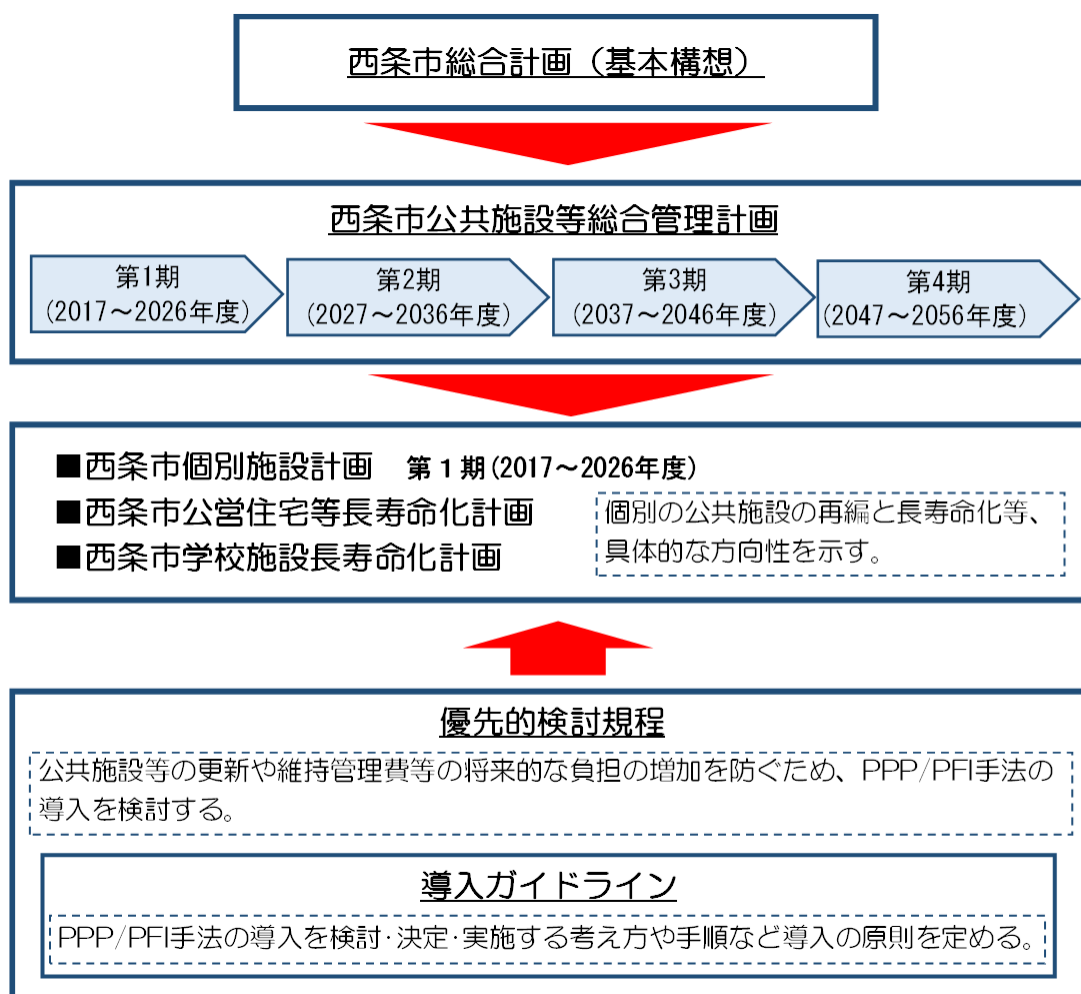 西条市総合計画（基本構想）
西条市公共施設等総合管理計画
第1期
(2017～2026年度)
第2期
(2027～2036年度)
第3期
(2037～2046年度)
第4期
(2047～2056年度)
■西条市個別施設計画　第１期(2017～2026年度)
■西条市公営住宅等長寿命化計画
■西条市学校施設長寿命化計画
個別の公共施設の再編と長寿命化等、
具体的な方向性を示す。
優先的検討規程
公共施設等の更新や維持管理費等の将来的な負担の増加を防ぐため、PPP/PFI手法の
導入を検討する。
導入ガイドライン
PPP/PFI手法の導入を検討･決定･実施する考え方や手順など導入の原則を定める。